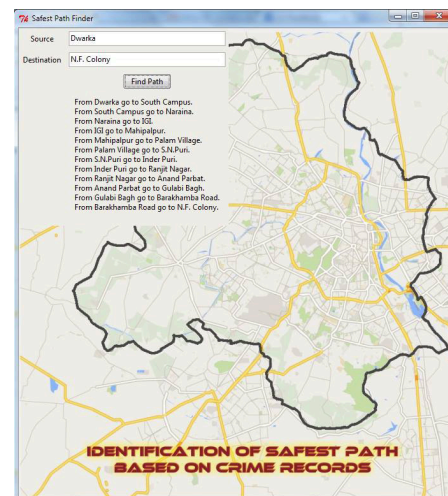 Safest Path Finder
Source
Dwarka
Destination
N.F. Colony
Find Path
From Dwarka go to South Campus.
From South Campus go to Naraina.
From Naraina go to IGI.
From IGI go to Mahipalpur.
From Mahipalpur go to Palam Village.
From Palam Village go to S.N.Puri.
From S.N.Puri go to Inder Puri.
From Inder Puri go to Ranjit Nagar.
From Ranjit Nagar go to Anand Parbat.
From Anand Parbat go to Gulabi Bagh.
From Gulabi Bagh go to Barakhamba Road.
From Barakhamba Road go to N.F. Colony.
IDENTIFICATION OF SAFEST PATH
BASED ON CRIME RECORDS